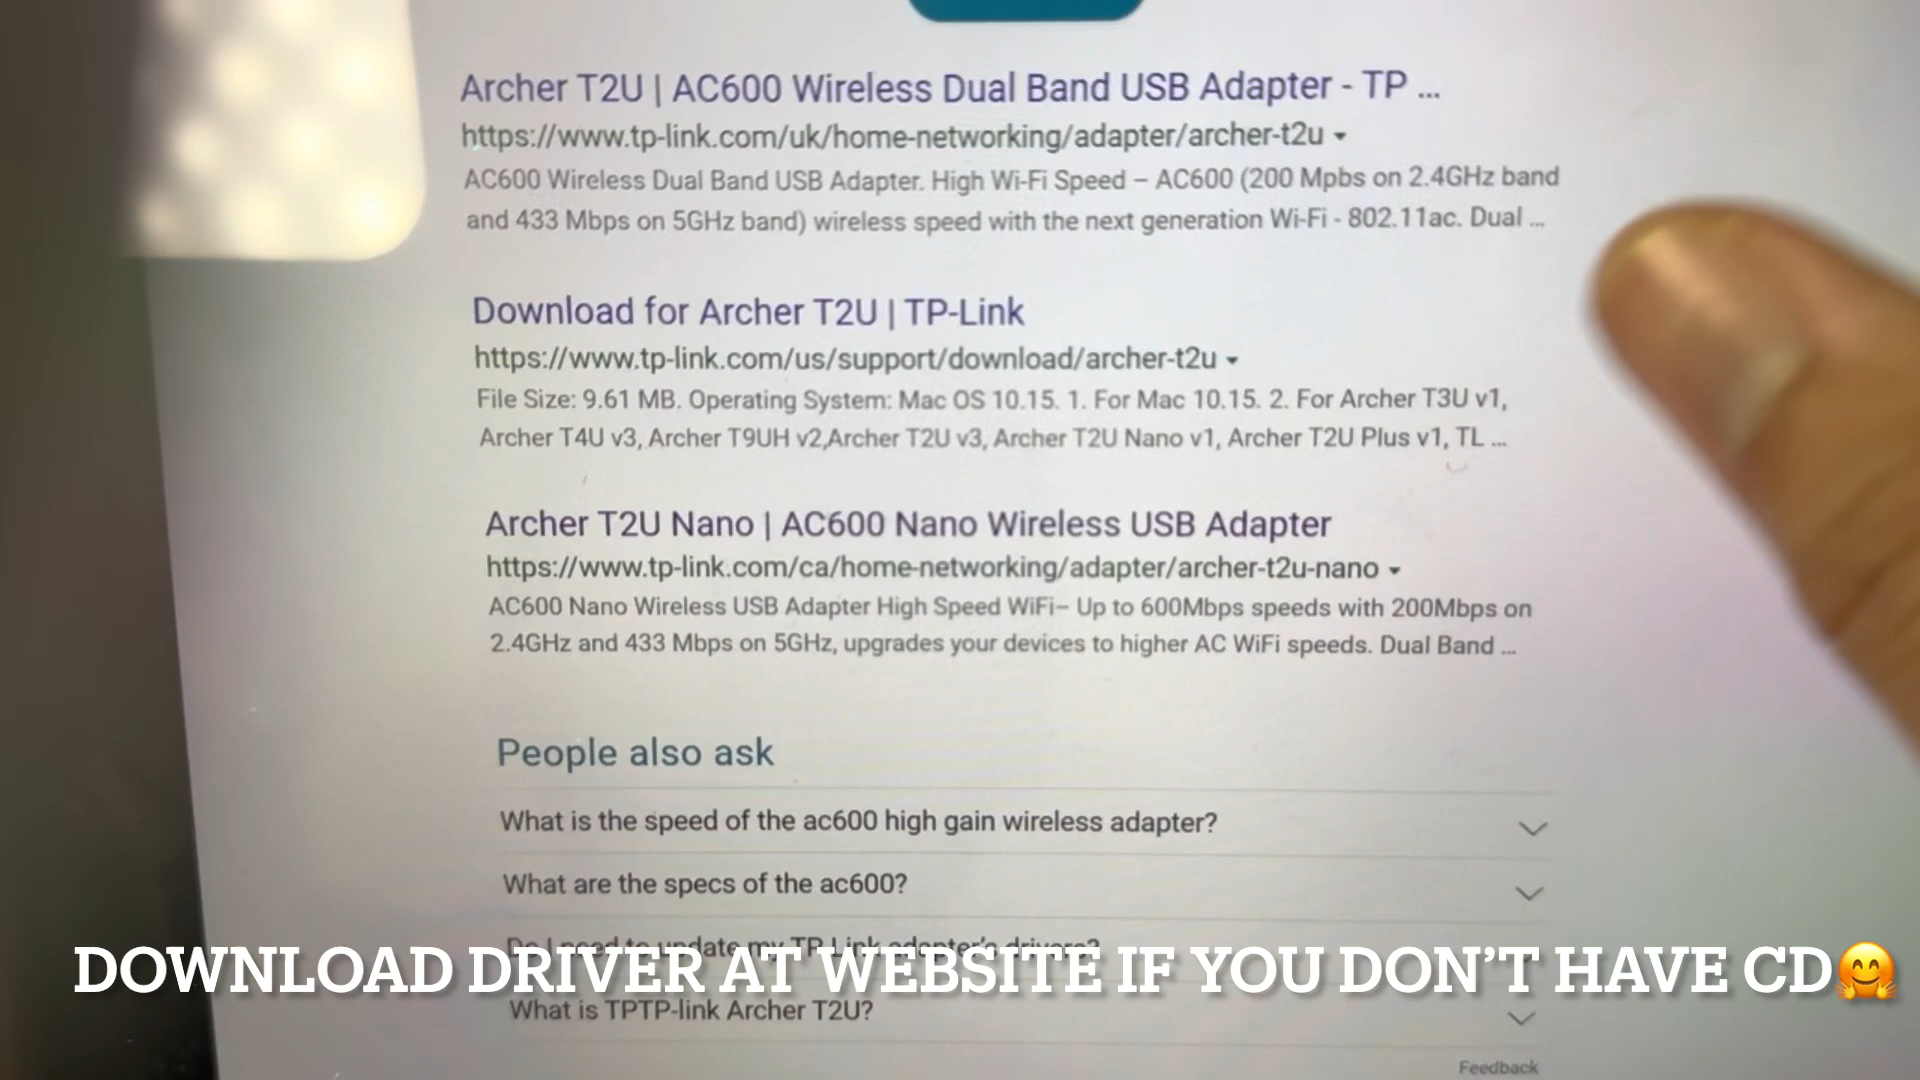 Archer T2U | AC600 Wireless Dual Band USB Adapter - TP ...
https://www.tp-link.com/uk/home-networking/adapter/archer-t2u
AC600 Wireless Dual Band USB Adapter. High Wi-Fi Speed – AC600 (200 Mpbs on 2.4GHz band
and 433 Mbps on 5GHz band) wireless speed with the next generation Wi-Fi - 802.11ac. Dual ...
Download for Archer T2U | TP-Link
https://www.tp-link.com/us/support/download/archer-t2u
File Size: 9.61 MB. Operating System: Mac OS 10.15. 1. For Mac 10.15. 2. For Archer T3U v1,
Archer T4U v3, Archer T9UH v2,Archer T2U v3, Archer T2U Nano v1, Archer T2U Plus v1, TL ...
Archer T2U Nano | AC600 Nano Wireless USB Adapter
https://www.tp-link.com/ca/home-networking/adapter/archer-t2u-nano
AC600 Nano Wireless USB Adapter High Speed WiFi– Up to 600Mbps speeds with 200Mbps on
2.4GHz and 433 Mbps on 5GHz, upgrades your devices to higher AC WiFi speeds. Dual Band ...
People also ask
What is the speed of the ac600 high gain wireless adapter?
What are the specs of the ac600?
Do I need to update my TP-Link adapter's drivers?
DOWNLOAD DRIVER AT WEBSITE IF YOU DON'T HAVE CD🤗
What is TPTP-link Archer T2U?
Feedback